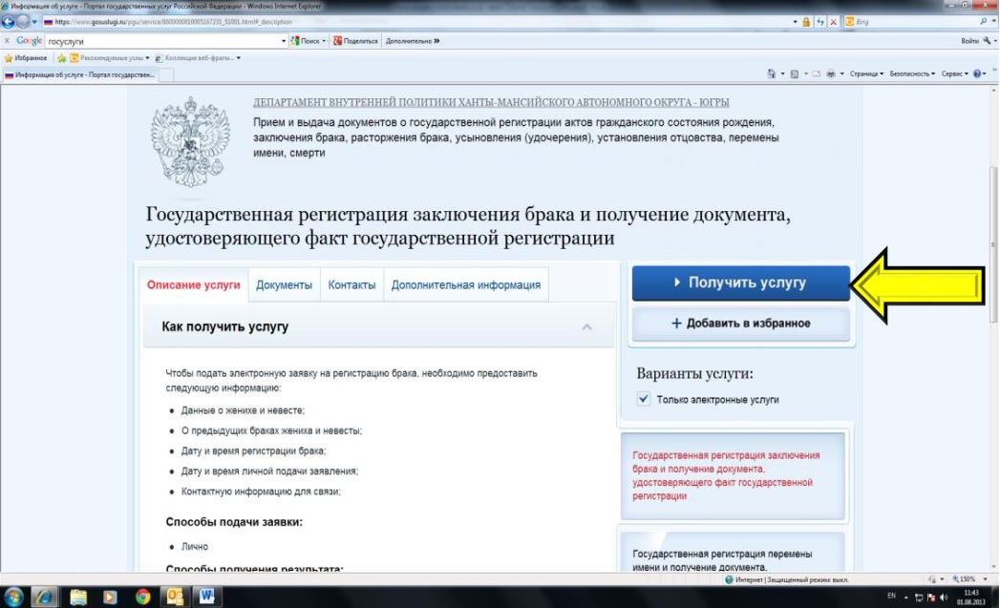 Информация об услуге - Портал государственных услуг Российской Федерации - Windows Internet Explorer
https://www.gosuslugi.ru/pgu/service/8600000010005167231_51001.html#_description
Bing
x Google госуслуги Поиск Поделиться Дополнительно » Войти
Избранное Рекомендуемые узлы Коллекция веб-фрагм...
Информация об услуге - Портал государствен... Страница Безопасность Сервис
ДЕПАРТАМЕНТ ВНУТРЕННЕЙ ПОЛИТИКИ ХАНТЫ-МАНСИЙСКОГО АВТОНОМНОГО ОКРУГА - ЮГРЫ
Прием и выдача документов о государственной регистрации актов гражданского состояния рождения,
заключения брака, расторжения брака, усыновления (удочерения), установления отцовства, перемены
имени, смерти
Государственная регистрация заключения брака и получение документа,
удостоверяющего факт государственной регистрации
Описание услуги Документы Контакты Дополнительная информация
Получить услугу
Как получить услугу
+ Добавить в избранное
Чтобы подать электронную заявку на регистрацию брака, необходимо предоставить
следующую информацию:
• Данные о женихе и невесте;
• О предыдущих браках жениха и невесты;
• Дату и время регистрации брака;
• Дату и время личной подачи заявления;
• Контактную информацию для связи;
Способы подачи заявки:
• Лично
Способы получения результата:
Варианты услуги:
Только электронные услуги
Государственная регистрация заключения
брака и получение документа,
удостоверяющего факт государственной
регистрации
Государственная регистрация перемены
имени и получение документа,
Интернет | Защищенный режим: выкл. 150%
EN 11:43
01.08.2013